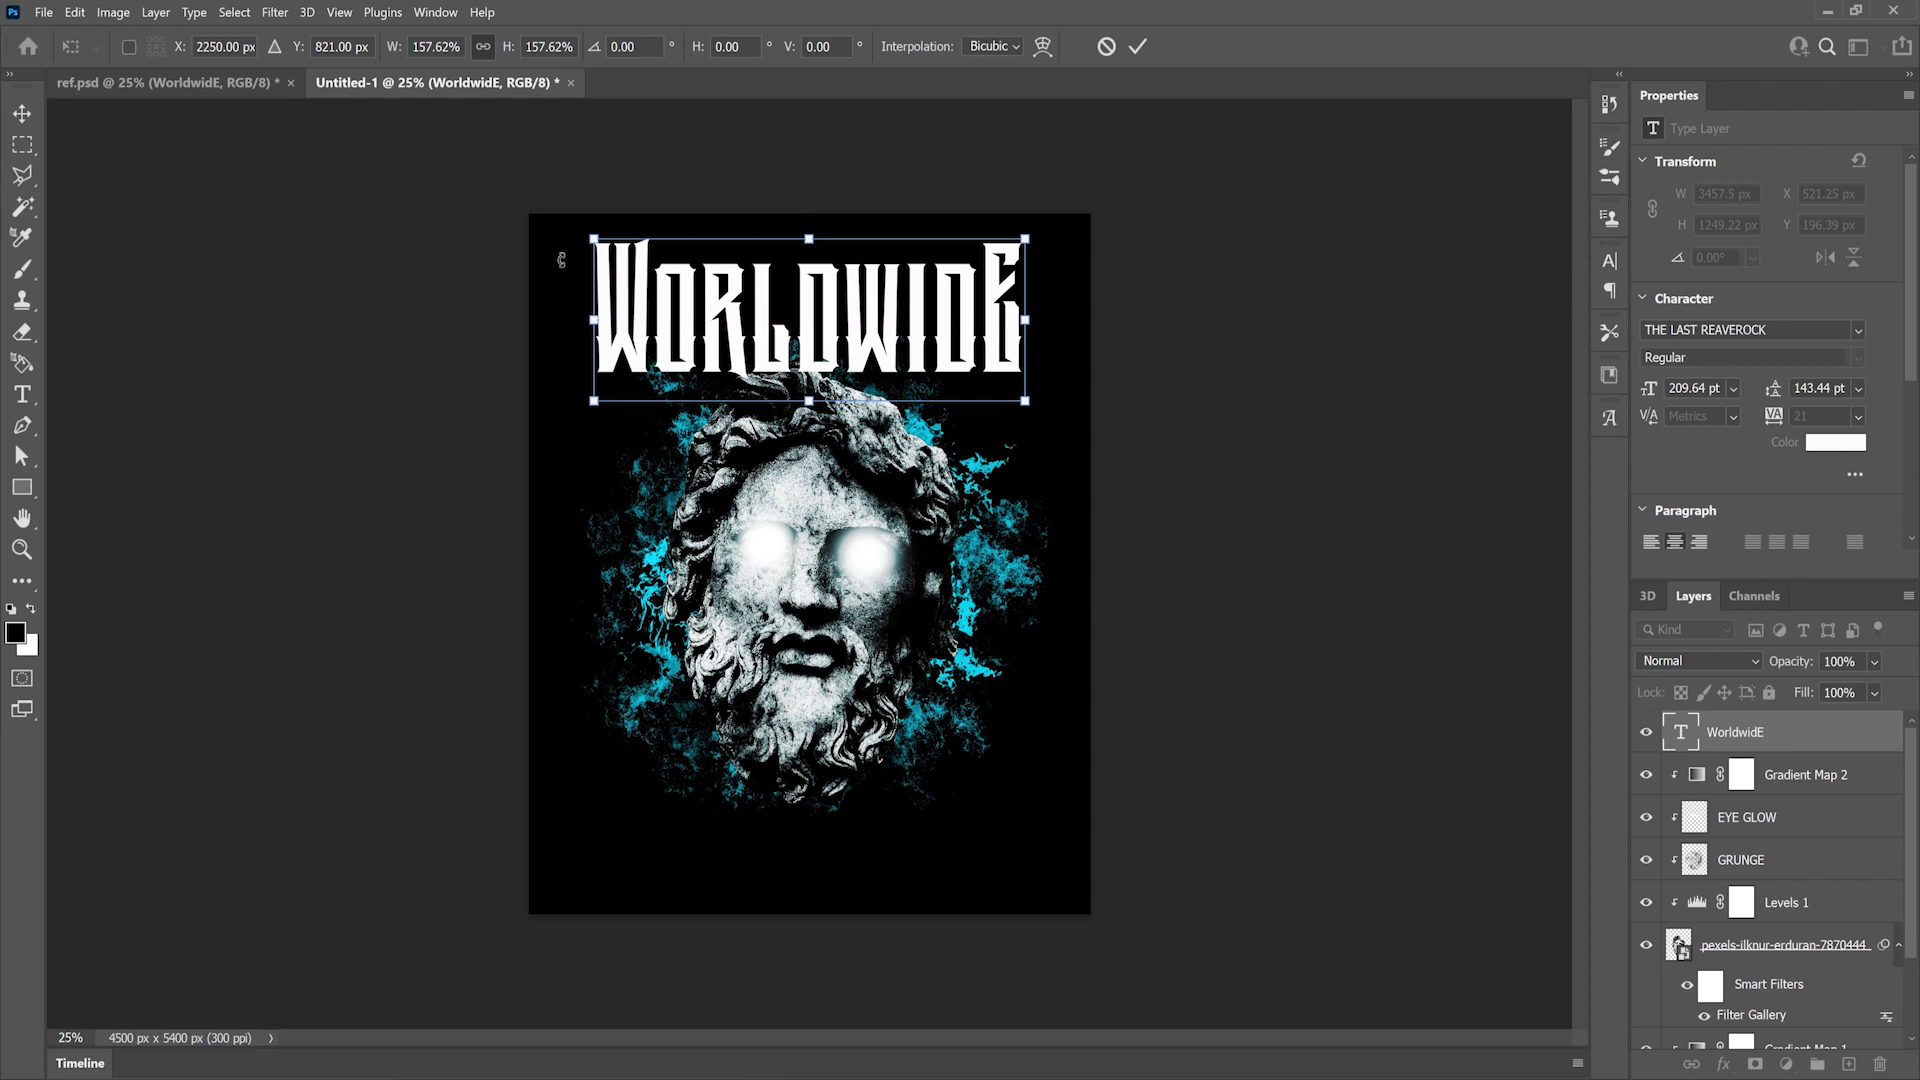 Ps File Edit Image Layer Type Select Filter 3D View Plugins Window Help
X: 2250.00 px Y: 821.00 px W: 157.62% H: 157.62% 0.00 ° H: 0.00 ° V: 0.00 ° Interpolation: Bicubic
ref.psd @ 25% (WorldwidE, RGB/8) * × Untitled-1 @ 25% (WorldwidE, RGB/8) * ×
Properties
T Type Layer
Transform
W 3457.5 px X 521.25 px
H 1249.22 px Y 196.39 px
0.00°
Character
THE LAST REAVEROCK
Regular
209.64 pt 143.44 pt
Metrics 21
Color
Paragraph
WorldwidE
3D Layers Channels
Kind
Normal Opacity: 100%
Lock: Fill: 100%
T WorldwidE
Gradient Map 2
EYE GLOW
GRUNGE
Levels 1
pexels-ilknur-erduran-7870444
Smart Filters
Filter Gallery
25% 4500 px x 5400 px (300 ppi)
Timeline